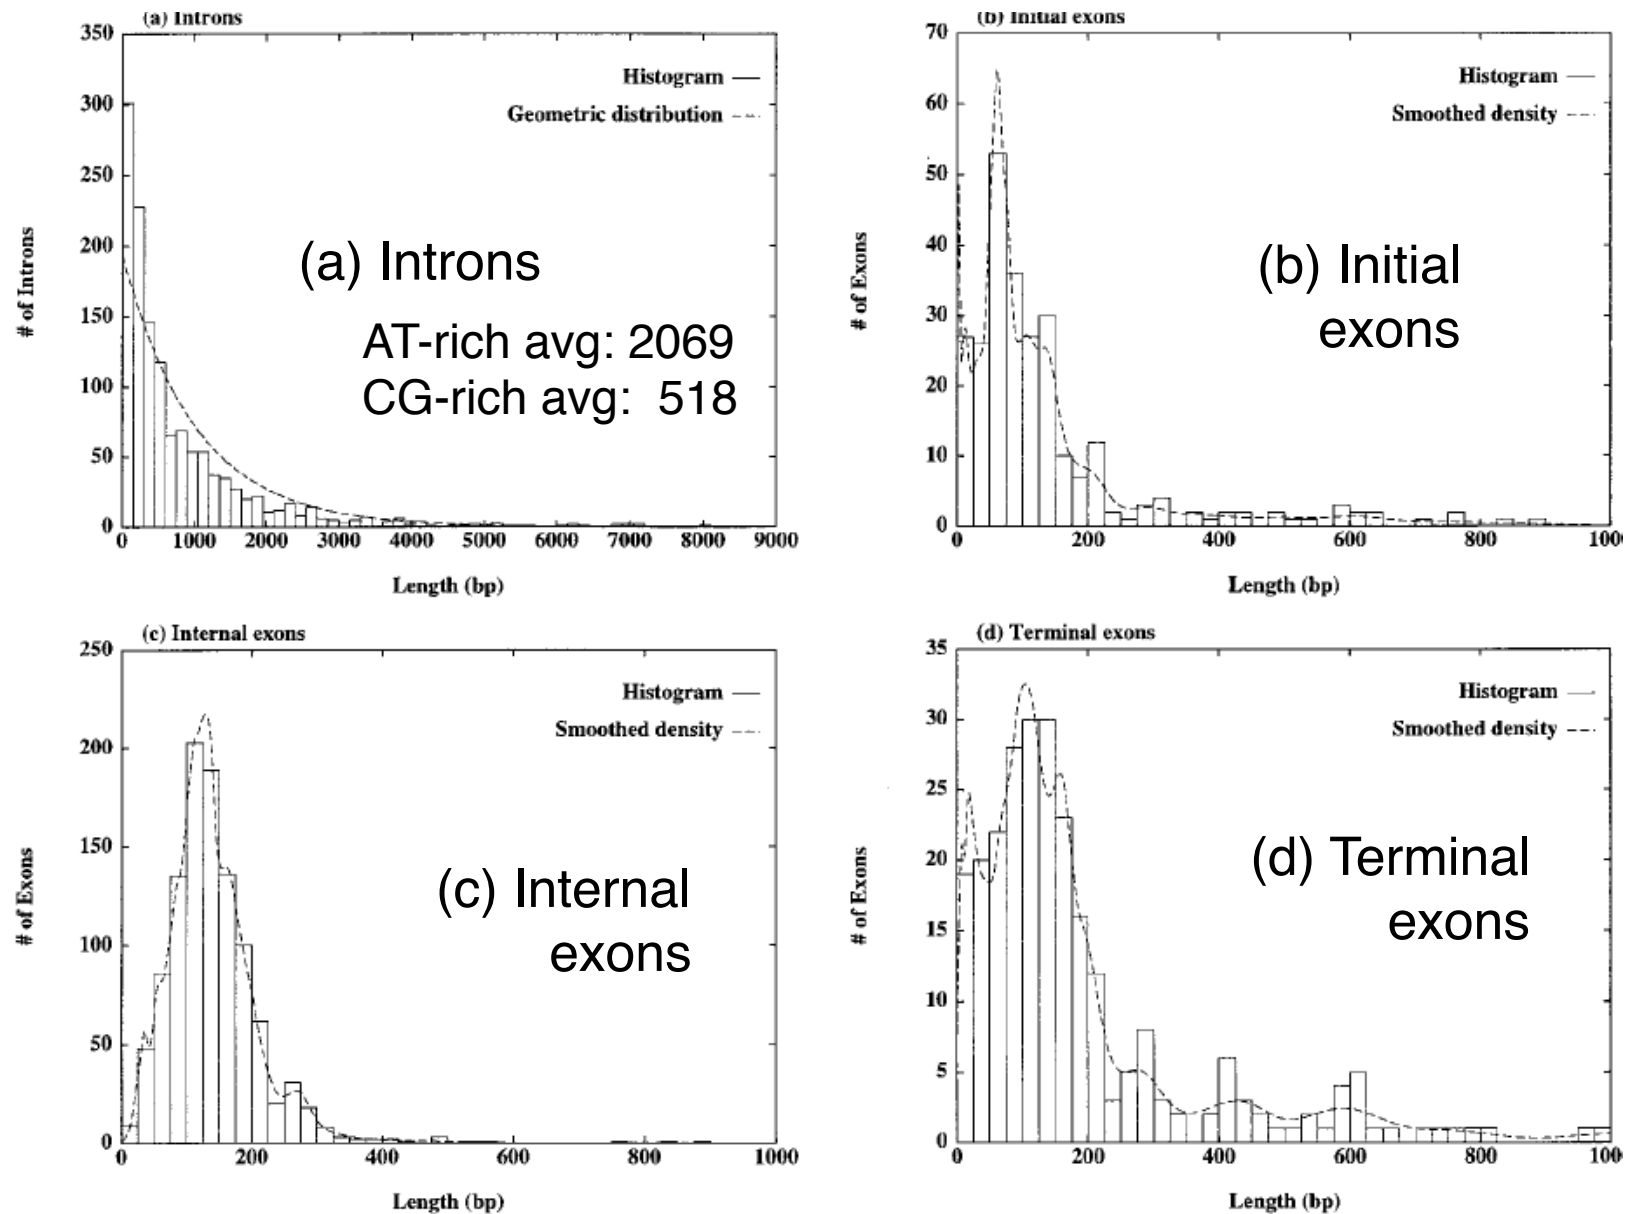 (a) Introns
350
300
250
200
150
100
50
0
# of Introns
Histogram
Geometric distribution
(a) Introns
AT-rich avg: 2069
CG-rich avg: 518
0 1000 2000 3000 4000 5000 6000 7000 8000 9000
Length (bp)
(b) Initial exons
70
60
50
40
30
20
10
0
# of Exons
Histogram
Smoothed density
(b) Initial
exons
0 200 400 600 800 100
Length (bp)
(c) Internal exons
250
200
150
100
50
0
# of Exons
Histogram
Smoothed density
(c) Internal
exons
0 200 400 600 800 1000
Length (bp)
(d) Terminal exons
35
30
25
20
15
10
5
0
# of Exons
Histogram
Smoothed density
(d) Terminal
exons
0 200 400 600 800 100
Length (bp)